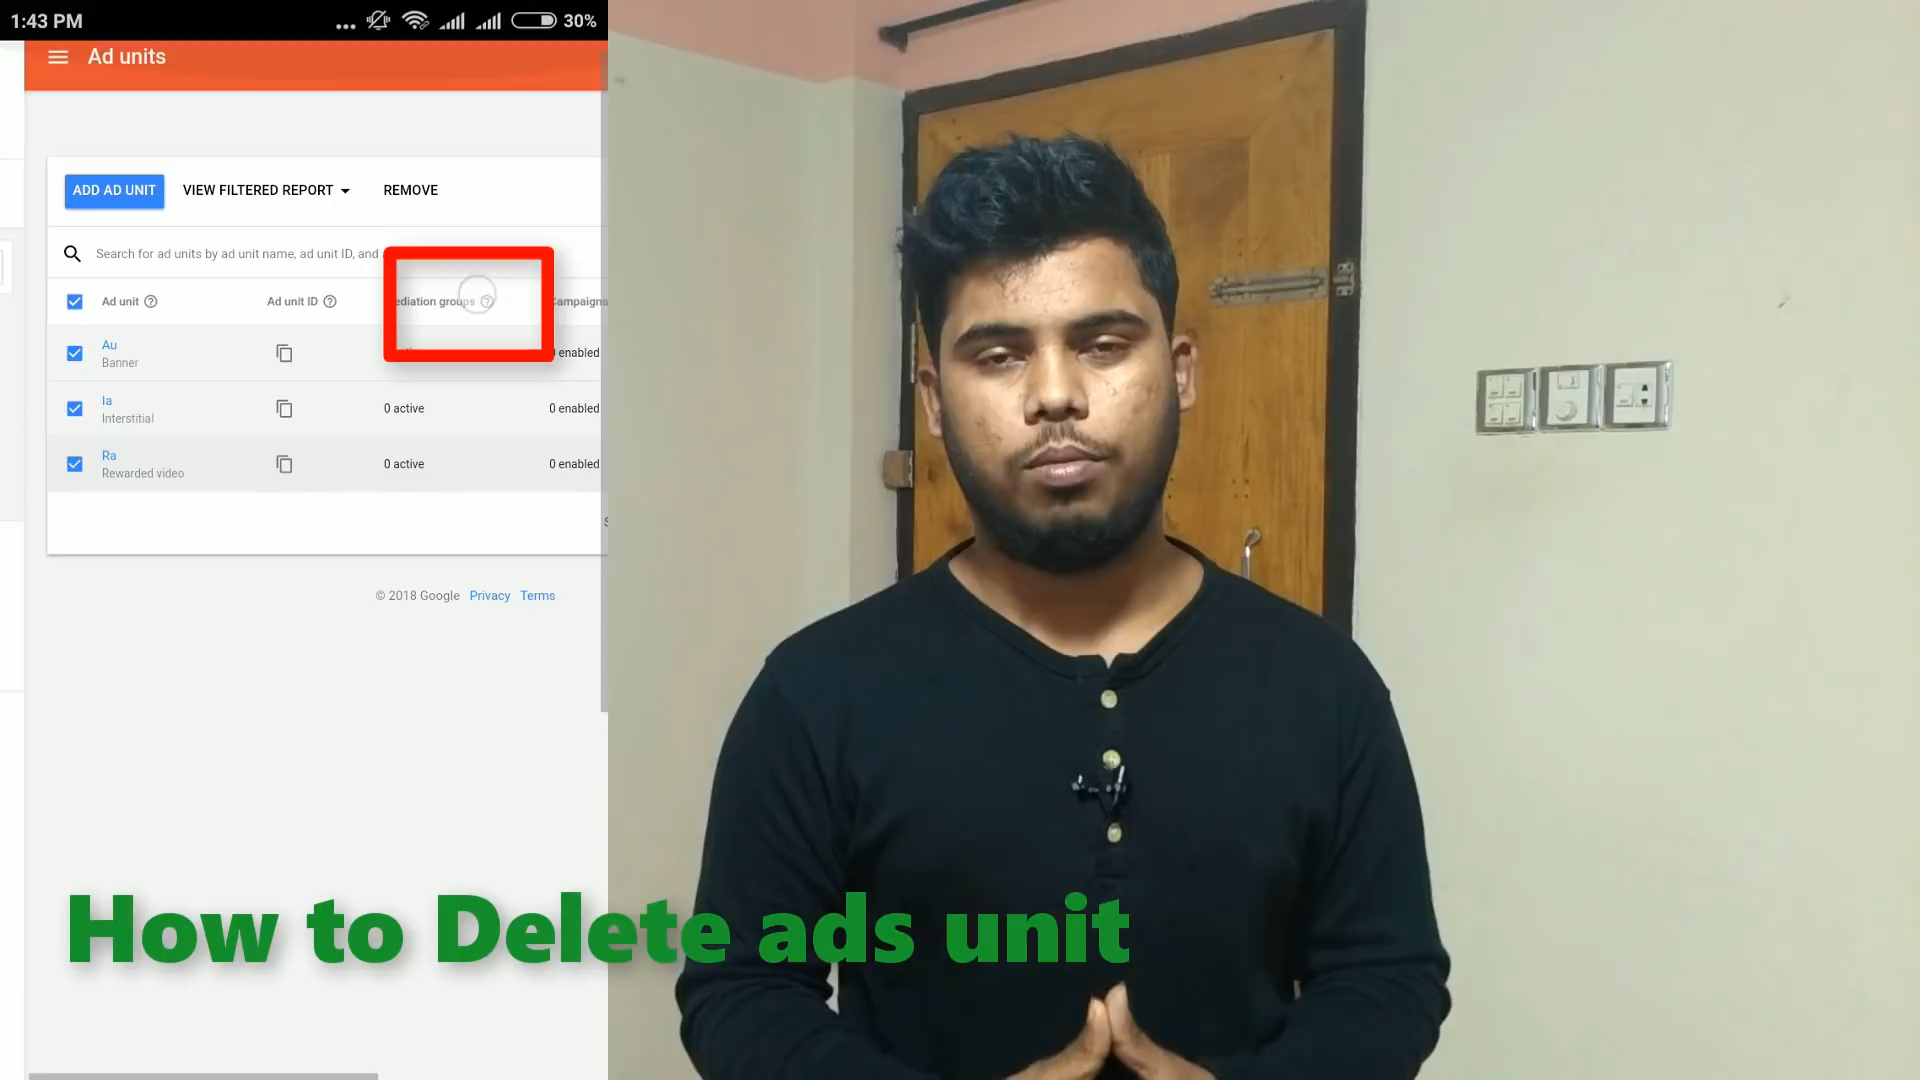 1:43 PM
... 30%
Ad units
ADD AD UNIT VIEW FILTERED REPORT REMOVE
Search for ad units by ad unit name, ad unit ID, and
Ad unit Ad unit ID ediation groups Campaigns
Au
Banner
enabled
Ia
Interstitial
0 active 0 enabled
Ra
Rewarded video
0 active 0 enabled
© 2018 Google Privacy Terms
How to Delete ads unit